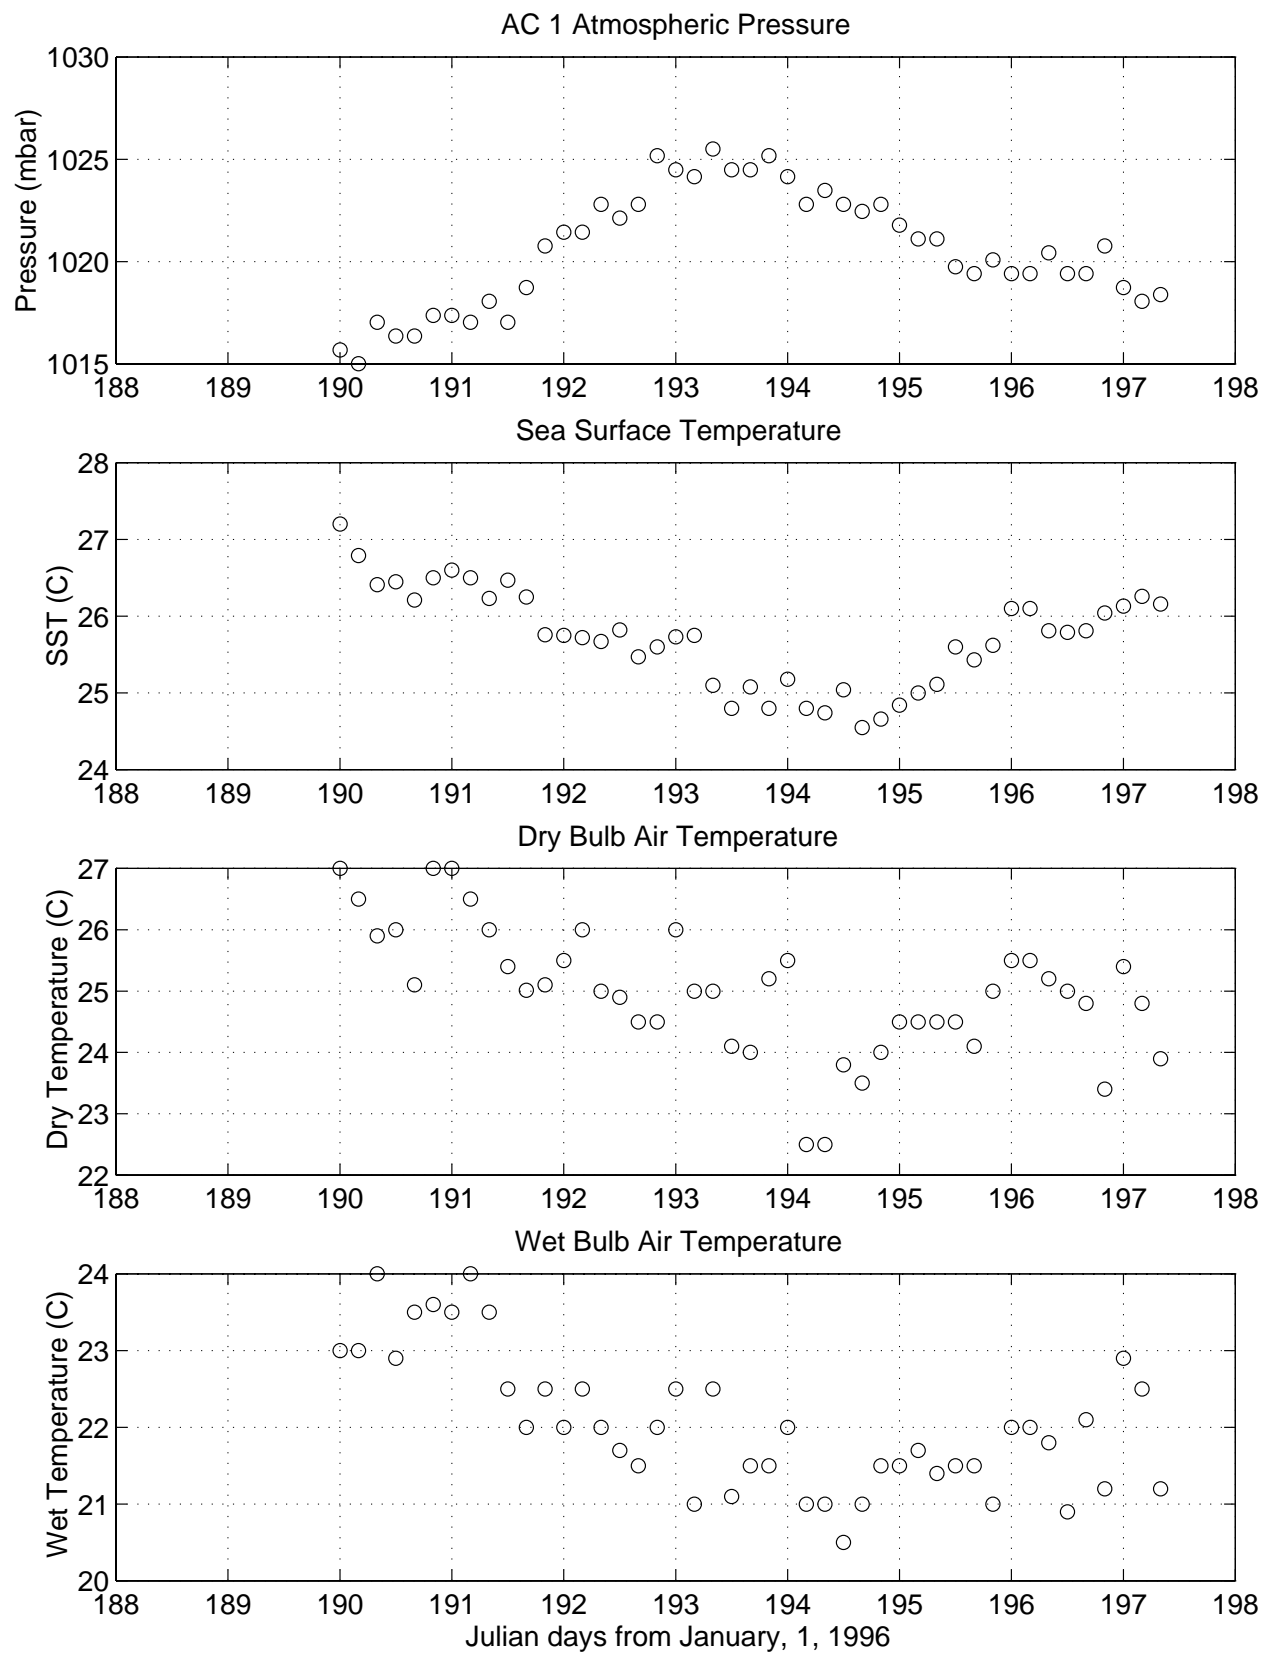 AC 1 Atmospheric Pressure
Pressure (mbar)
1030
1025
1020
1015
188 189 190 191 192 193 194 195 196 197 198
Sea Surface Temperature
SST (C)
28
27
26
25
24
188 189 190 191 192 193 194 195 196 197 198
Dry Bulb Air Temperature
Dry Temperature (C)
27
26
25
24
23
22
188 189 190 191 192 193 194 195 196 197 198
Wet Bulb Air Temperature
Wet Temperature (C)
24
23
22
21
20
188 189 190 191 192 193 194 195 196 197 198
Julian days from January, 1, 1996